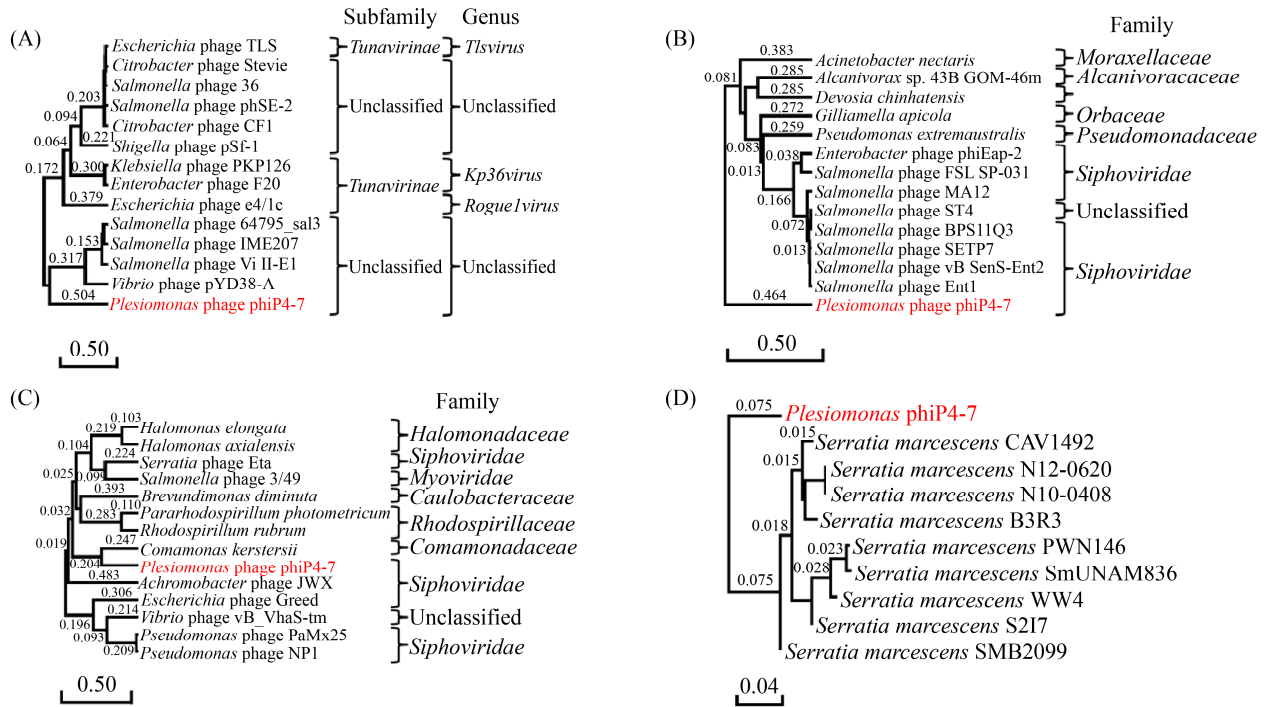 (A)
Subfamily Genus
0.203
0.094
0.22
0.064
0.172
0.300
0.379
0.153
0.317
0.504
Escherichia phage TLS
Citrobacter phage Stevie
Salmonella phage 36
Salmonella phage phSE-2
Citrobacter phage CF1
Shigella phage pSf-1
Klebsiella phage PKP126
Enterobacter phage F20
Escherichia phage e4/1c
Salmonella phage 64795_sal3
Salmonella phage IME207
Salmonella phage Vi II-E1
Vibrio phage pYD38-A
Plesiomonas phage phiP4-7
Tunavirinae Tlsvirus
Unclassified Unclassified
Tunavirinae
Kp36virus
Rogue1virus
Unclassified Unclassified
0.50
(B)
Family
0.383
0.081
0.285
0.285
0.272
0.259
0.083
0.038
0.013
0.166
0.072
0.013
0.464
Acinetobacter nectaris
Alcanivorax sp. 43B GOM-46m
Devosia chinhatensis
Gilliamella apicola
Pseudomonas extremaustralis
Enterobacter phage phiEap-2
Salmonella phage FSL SP-031
Salmonella phage MA12
Salmonella phage ST4
Salmonella phage BPS11Q3
Salmonella phage SETP7
Salmonella phage vB SenS-Ent2
Salmonella phage Ent1
Plesiomonas phage phiP4-7
Moraxellaceae
Alcanivoracaceae
Orbaceae
Pseudomonadaceae
Siphoviridae
Unclassified
Siphoviridae
0.50
(C)
Family
0.103
0.219
0.104
0.224
0.025
0.099
0.393
0.110
0.032
0.283
0.019
0.247
0.204
0.483
0.306
0.214
0.196
0.093
0.209
Halomonas elongata
Halomonas axialensis
Serratia phage Eta
Salmonella phage 3/49
Brevundimonas diminuta
Pararhodospirillum photometricum
Rhodospirillum rubrum
Comamonas kerstersii
Plesiomonas phage phiP4-7
Achromobacter phage JWX
Escherichia phage Greed
Vibrio phage vB_VhaS-tm
Pseudomonas phage PaMx25
Pseudomonas phage NP1
Halomonadaceae
Siphoviridae
Myoviridae
Caulobacteraceae
Rhodospirillaceae
Comamonadaceae
Siphoviridae
Unclassified
Siphoviridae
0.50
(D)
0.075
0.015
0.015
0.018
0.023
0.028
0.075
Plesiomonas phiP4-7
Serratia marcescens CAV1492
Serratia marcescens N12-0620
Serratia marcescens N10-0408
Serratia marcescens B3R3
Serratia marcescens PWN146
Serratia marcescens SmUNAM836
Serratia marcescens WW4
Serratia marcescens S2I7
Serratia marcescens SMB2099
0.04